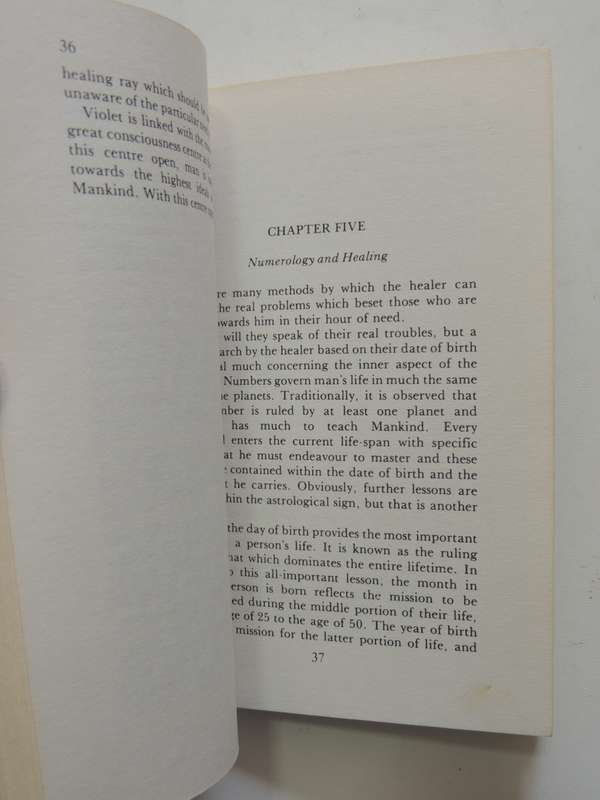 36
healing ray which should be
unaware of the particular
Violet is linked with the
great consciousness centre
this centre open, man is
towards the highest ideals
Mankind. With this centre
CHAPTER FIVE
Numerology and Healing
re many methods by which the healer can
he real problems which beset those who are
owards him in their hour of need.
will they speak of their real troubles, but a
arch by the healer based on their date of birth
al much concerning the inner aspect of the
Numbers govern man's life in much the same
e planets. Traditionally, it is observed that
mber is ruled by at least one planet and
has much to teach Mankind. Every
l enters the current life-span with specific
at he must endeavour to master and these
e contained within the date of birth and the
t he carries. Obviously, further lessons are
hin the astrological sign, but that is another
the day of birth provides the most important
a person's life. It is known as the ruling
hat which dominates the entire lifetime. In
o this all-important lesson, the month in
erson is born reflects the mission to be
ed during the middle portion of their life,
ge of 25 to the age of 50. The year of birth
mission for the latter portion of life, and
37